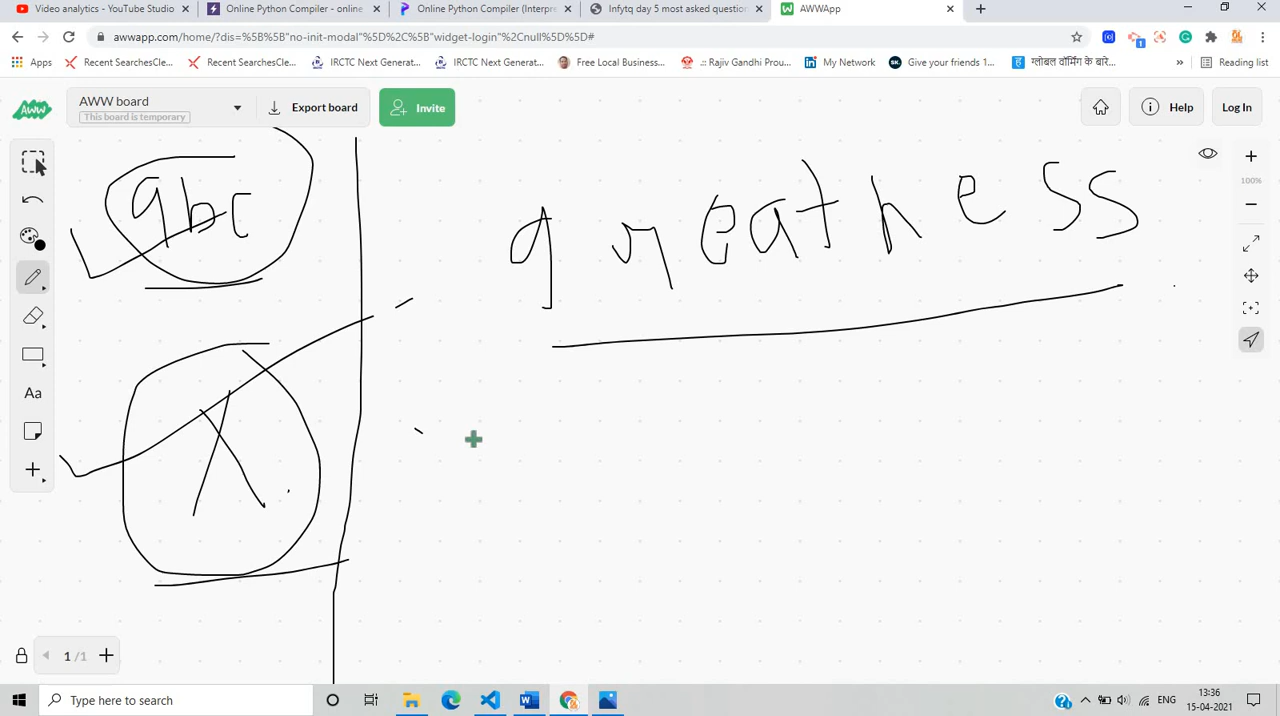 Video analytics - YouTube Studio
Online Python Compiler - online
Online Python Compiler (Interpre
Infytq day 5 most asked question
AWWApp
awwapp.com/home/?dis=%5B%5B"no-init-modal"%5D%2C%5B"widget-login"%2Cnull%5D%5D#
Apps
Recent SearchesCle...
Recent SearchesCle...
IRCTC Next Generat...
IRCTC Next Generat...
Free Local Business...
.:: Rajiv Gandhi Prou...
My Network
Give your friends 1...
ग्लोबल वॉर्मिंग के बारे...
»
Reading list
AWW
AWW board
This board is temporary
Export board
Invite
Help
Log In
100%
abc
greatness
X
Aa
1 / 1
Type here to search
ENG
13:36
15-04-2021